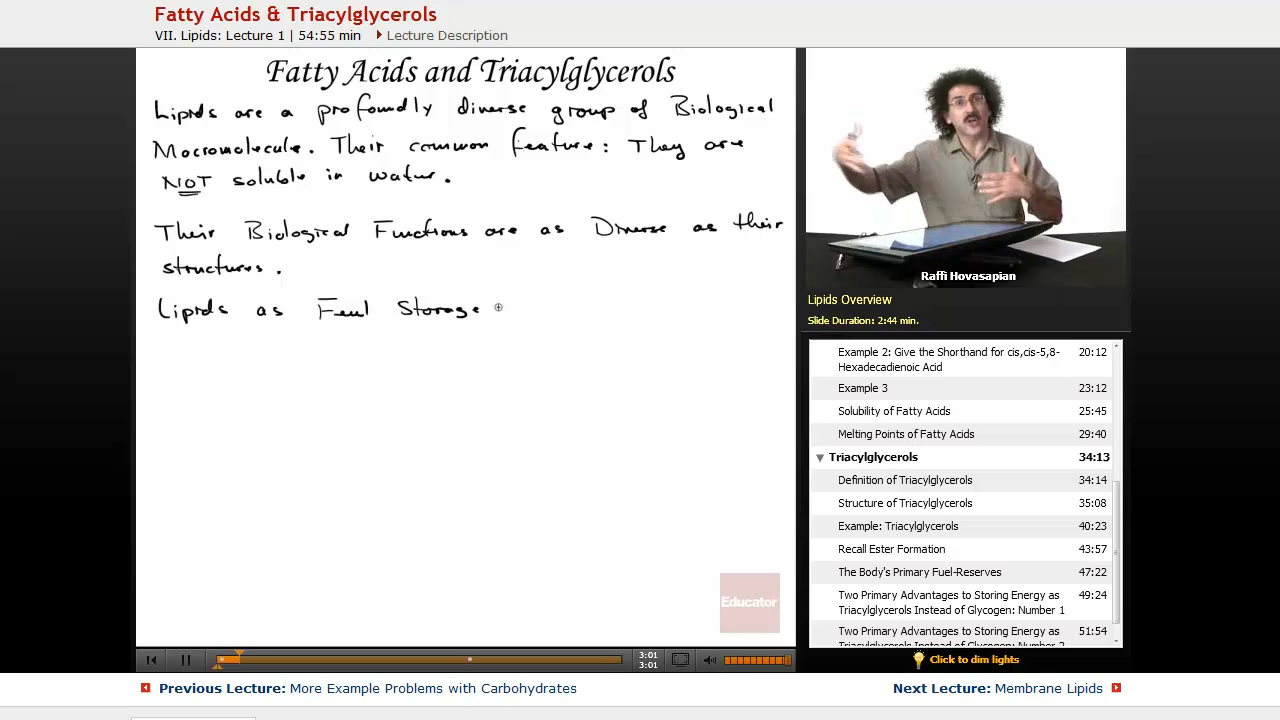 Fatty Acids & Triacylglycerols
VII. Lipids: Lecture 1 | 54:55 min
Lecture Description
Fatty Acids and Triacylglycerols
Lipids are a profoundly diverse group of Biological
Macromolecule. Their common feature: They are
NOT soluble in water.
Their Biological Functions are as Diverse as their
structures.
Lipids as Fuel Storage
Educator
Raffi Hovasapian
Lipids Overview
Slide Duration: 2:44 min.
Example 2: Give the Shorthand for cis,cis-5,8- 20:12
Hexadecadienoic Acid
Example 3 23:12
Solubility of Fatty Acids 25:45
Melting Points of Fatty Acids 29:40
Triacylglycerols 34:13
Definition of Triacylglycerols 34:14
Structure of Triacylglycerols 35:08
Example: Triacylglycerols 40:23
Recall Ester Formation 43:57
The Body's Primary Fuel-Reserves 47:22
Two Primary Advantages to Storing Energy as 49:24
Triacylglycerols Instead of Glycogen: Number 1
Two Primary Advantages to Storing Energy as 51:54
Triacylglycerols Instead of Glycogen: Number 2
3:01
3:01
Click to dim lights
Previous Lecture: More Example Problems with Carbohydrates
Next Lecture: Membrane Lipids